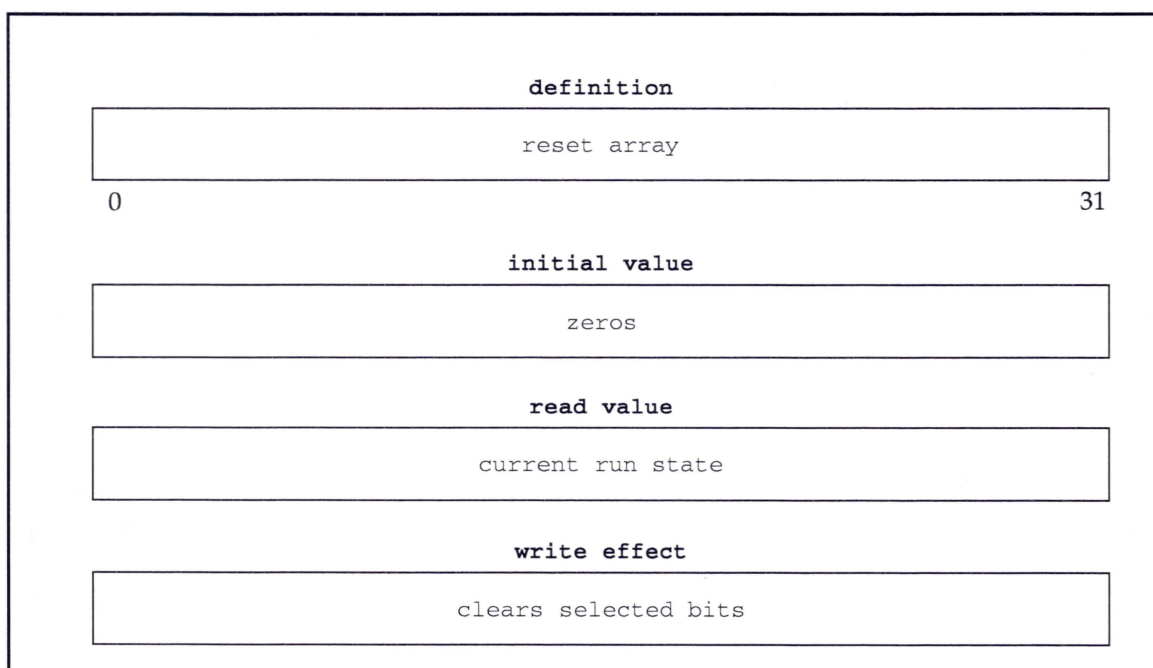 definition
reset array
0 31
initial value
zeros
read value
current run state
write effect
clears selected bits